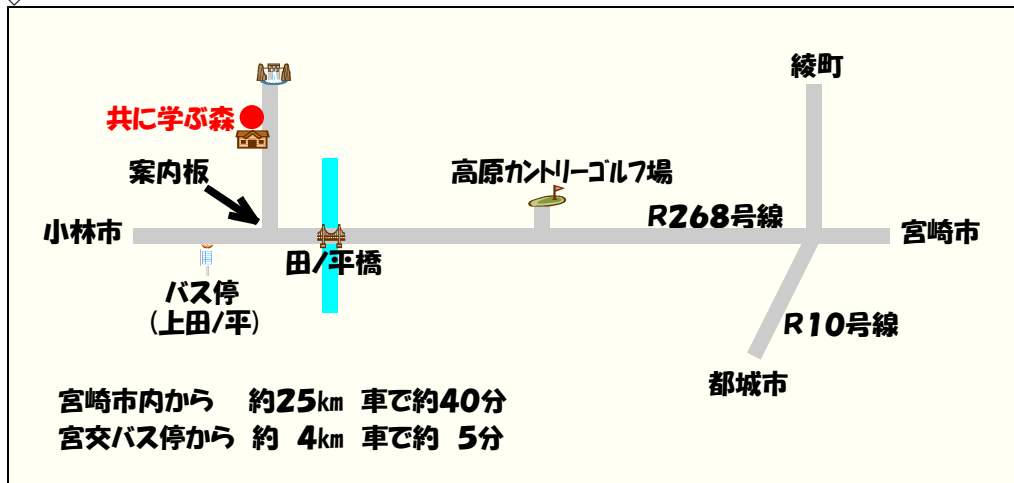 綾町
共に学ぶ森
案内板
高原カントリーゴルフ場
小林市
R268号線
宮崎市
田ノ平橋
バス停
(上田ノ平)
R10号線
都城市
宮崎市内から 約25km 車で約40分
宮交バス停から 約 4km 車で約 5分